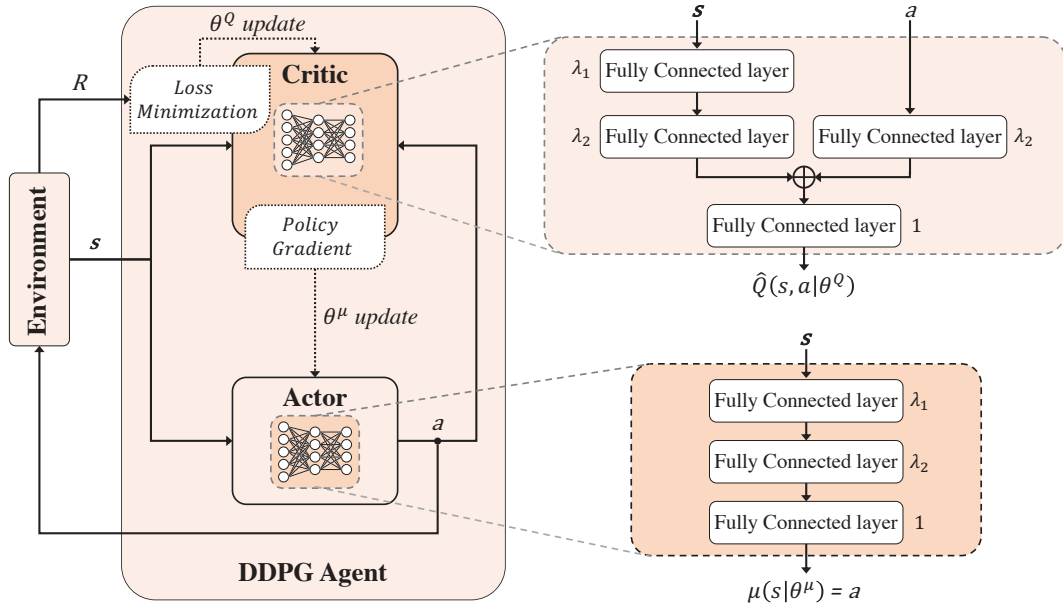 θ^Q update
R
Loss
Minimization
Critic
Environment
s
Policy
Gradient
θ^μ update
Actor
a
DDPG Agent
s
a
λ₁
Fully Connected layer
λ₂
Fully Connected layer
Fully Connected layer
λ₂
Fully Connected layer
1
Q̂(s, a|θ^Q)
s
Fully Connected layer
λ₁
Fully Connected layer
λ₂
Fully Connected layer
1
μ(s|θ^μ) = a